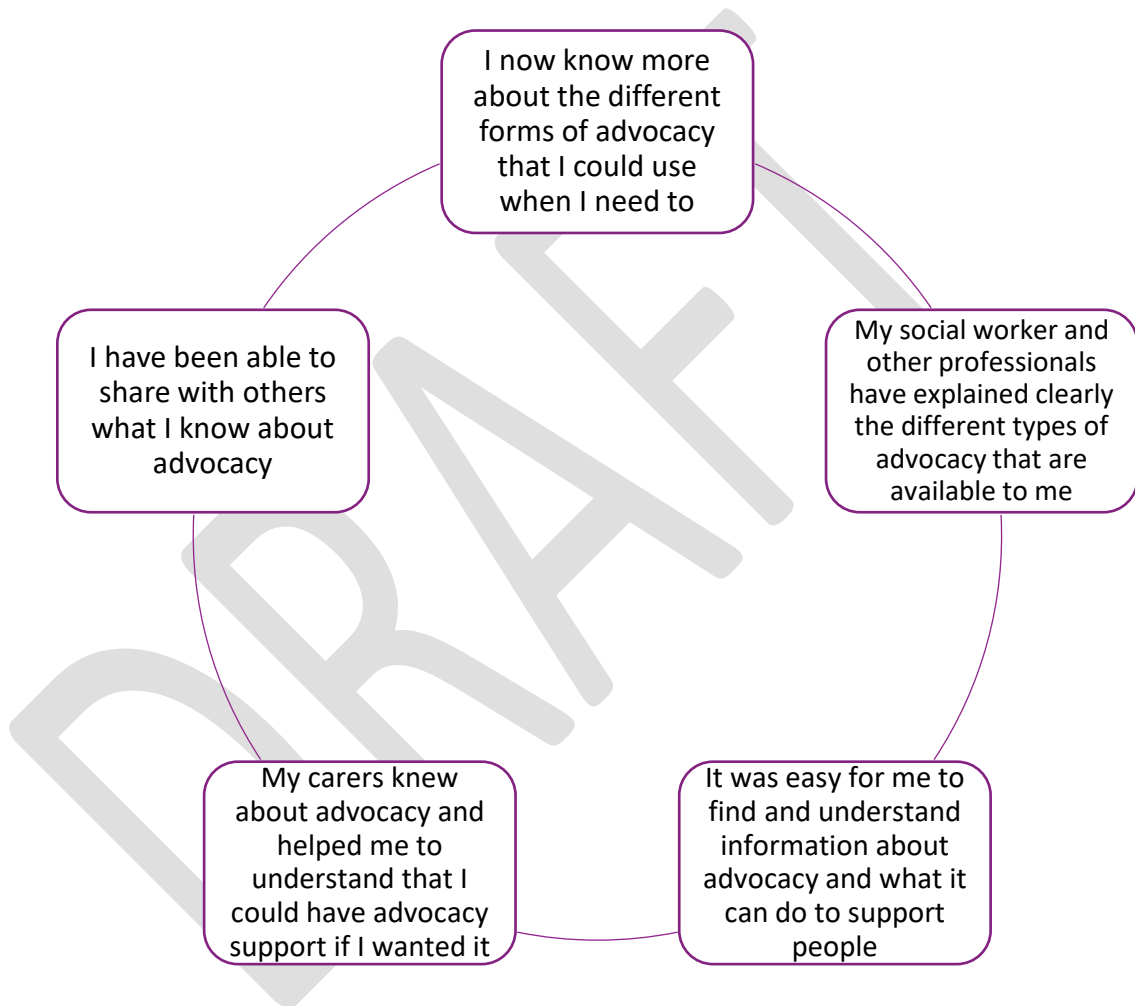 I now know more
about the different
forms of advocacy
that I could use
when I need to
My social worker and
other professionals
have explained clearly
the different types of
advocacy that are
available to me
It was easy for me to
find and understand
information about
advocacy and what it
can do to support
people
My carers knew
about advocacy and
helped me to
understand that I
could have advocacy
support if I wanted it
I have been able to
share with others
what I know about
advocacy
DRAFT